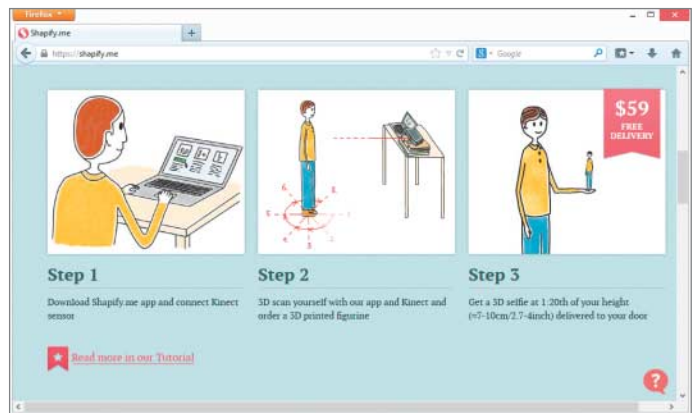 Firefox
Shapify.me
https://shapify.me
Google
$59
FREE
DELIVERY
Step 1
Step 2
Step 3
Download Shapify.me app and connect Kinect
sensor
3D scan yourself with our app and Kinect and
order a 3D printed figurine
Get a 3D selfie at 1:20th of your height
(≈7-10cm/2.7-4inch) delivered to your door
Read more in our Tutorial